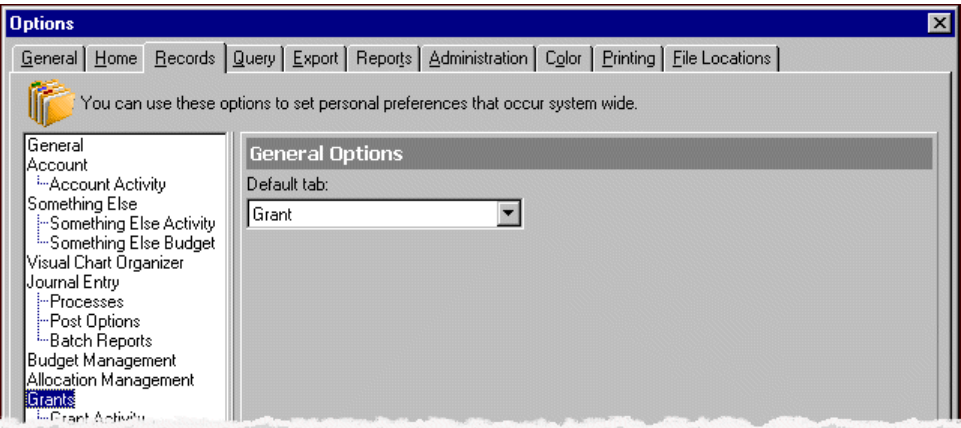 Options
General Home Records Query Export Reports Administration Color Printing File Locations
You can use these options to set personal preferences that occur system wide.
General
Account
Account Activity
Something Else
Something Else Activity
Something Else Budget
Visual Chart Organizer
Journal Entry
Processes
Post Options
Batch Reports
Budget Management
Allocation Management
Grants
Grant Activity
General Options
Default tab:
Grant